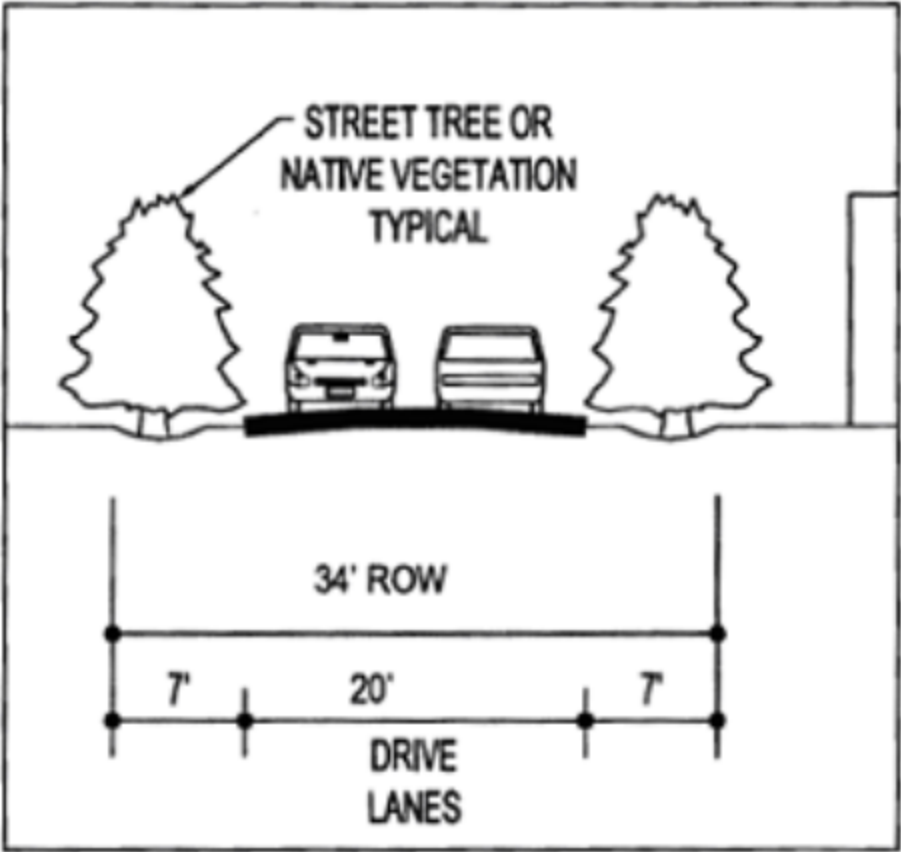 STREET TREE OR
NATIVE VEGETATION
TYPICAL
34' ROW
7' 20' 7'
DRIVE
LANES